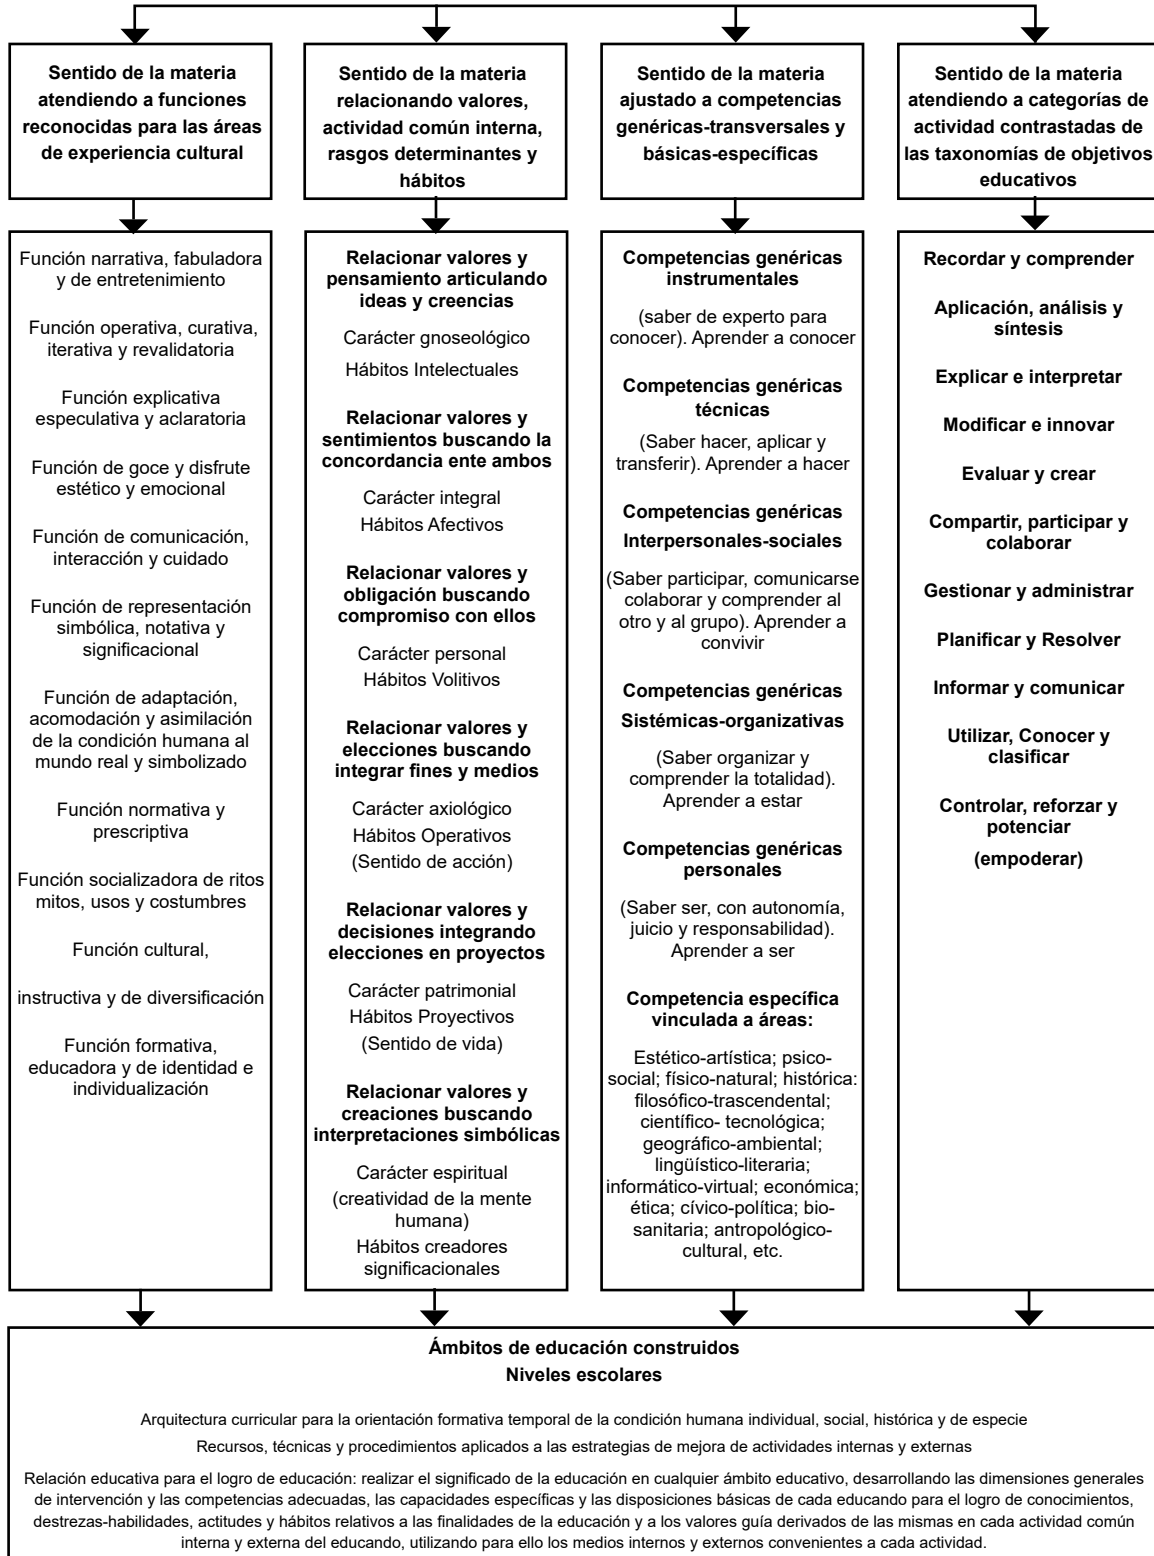 Sentido de la materia
atendiendo a funciones
reconocidas para las áreas
de experiencia cultural
Sentido de la materia
relacionando valores,
actividad común interna,
rasgos determinantes y
hábitos
Sentido de la materia
ajustado a competencias
genéricas-transversales y
básicas-específicas
Sentido de la materia
atendiendo a categorías de
actividad contrastadas de
las taxonomías de objetivos
educativos
Función narrativa, fabuladora
y de entretenimiento
Función operativa, curativa,
iterativa y revalidatoria
Función explicativa
especulativa y aclaratoria
Función de goce y disfrute
estético y emocional
Función de comunicación,
interacción y cuidado
Función de representación
simbólica, notativa y
significacional
Función de adaptación,
acomodación y asimilación
de la condición humana al
mundo real y simbolizado
Función normativa y
prescriptiva
Función socializadora de ritos
mitos, usos y costumbres
Función cultural,
instructiva y de diversificación
Función formativa,
educadora y de identidad e
individualización
Relacionar valores y
pensamiento articulando
ideas y creencias
Carácter gnoseológico
Hábitos Intelectuales
Relacionar valores y
sentimientos buscando la
concordancia ente ambos
Carácter integral
Hábitos Afectivos
Relacionar valores y
obligación buscando
compromiso con ellos
Carácter personal
Hábitos Volitivos
Relacionar valores y
elecciones buscando
integrar fines y medios
Carácter axiológico
Hábitos Operativos
(Sentido de acción)
Relacionar valores y
decisiones integrando
elecciones en proyectos
Carácter patrimonial
Hábitos Proyectivos
(Sentido de vida)
Relacionar valores y
creaciones buscando
interpretaciones simbólicas
Carácter espiritual
(creatividad de la mente
humana)
Hábitos creadores
significacionales
Competencias genéricas
instrumentales
(saber de experto para
conocer). Aprender a conocer
Competencias genéricas
técnicas
(Saber hacer, aplicar y
transferir). Aprender a hacer
Competencias genéricas
Interpersonales-sociales
(Saber participar, comunicarse
colaborar y comprender al
otro y al grupo). Aprender a
convivir
Competencias genéricas
Sistémicas-organizativas
(Saber organizar y
comprender la totalidad).
Aprender a estar
Competencias genéricas
personales
(Saber ser, con autonomía,
juicio y responsabilidad).
Aprender a ser
Competencia específica
vinculada a áreas:
Estético-artística; psico-
social; físico-natural; histórica:
filosófico-trascendental;
científico- tecnológica;
geográfico-ambiental;
lingüístico-literaria;
informático-virtual; económica;
ética; cívico-política; bio-
sanitaria; antropológico-
cultural, etc.
Recordar y comprender
Aplicación, análisis y
síntesis
Explicar e interpretar
Modificar e innovar
Evaluar y crear
Compartir, participar y
colaborar
Gestionar y administrar
Planificar y Resolver
Informar y comunicar
Utilizar, Conocer y
clasificar
Controlar, reforzar y
potenciar
(empoderar)
Ámbitos de educación construidos
Niveles escolares
Arquitectura curricular para la orientación formativa temporal de la condición humana individual, social, histórica y de especie
Recursos, técnicas y procedimientos aplicados a las estrategias de mejora de actividades internas y externas
Relación educativa para el logro de educación: realizar el significado de la educación en cualquier ámbito educativo, desarrollando las dimensiones generales
de intervención y las competencias adecuadas, las capacidades específicas y las disposiciones básicas de cada educando para el logro de conocimientos,
destrezas-habilidades, actitudes y hábitos relativos a las finalidades de la educación y a los valores guía derivados de las mismas en cada actividad común
interna y externa del educando, utilizando para ello los medios internos y externos convenientes a cada actividad.